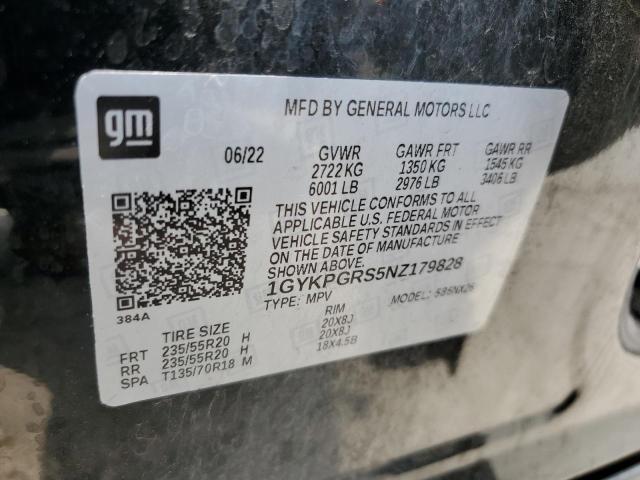 gm
MFD BY GENERAL MOTORS LLC
06/22 GVWR GAWR FRT GAWR RR
2722 KG 1350 KG 1545 KG
6001 LB 2976 LB 3406 LB
THIS VEHICLE CONFORMS TO ALL
APPLICABLE U.S. FEDERAL MOTOR
VEHICLE SAFETY STANDARDS IN EFFECT
ON THE DATE OF MANUFACTURE SHOWN ABOVE.
1GYKPGRS5NZ179828
TYPE: MPV MODEL:
384A
TIRE SIZE RIM
FRT 235/55R20 H 20X8J
RR 235/55R20 H 20X8J
SPA T135/70R18 M 18X4.5B